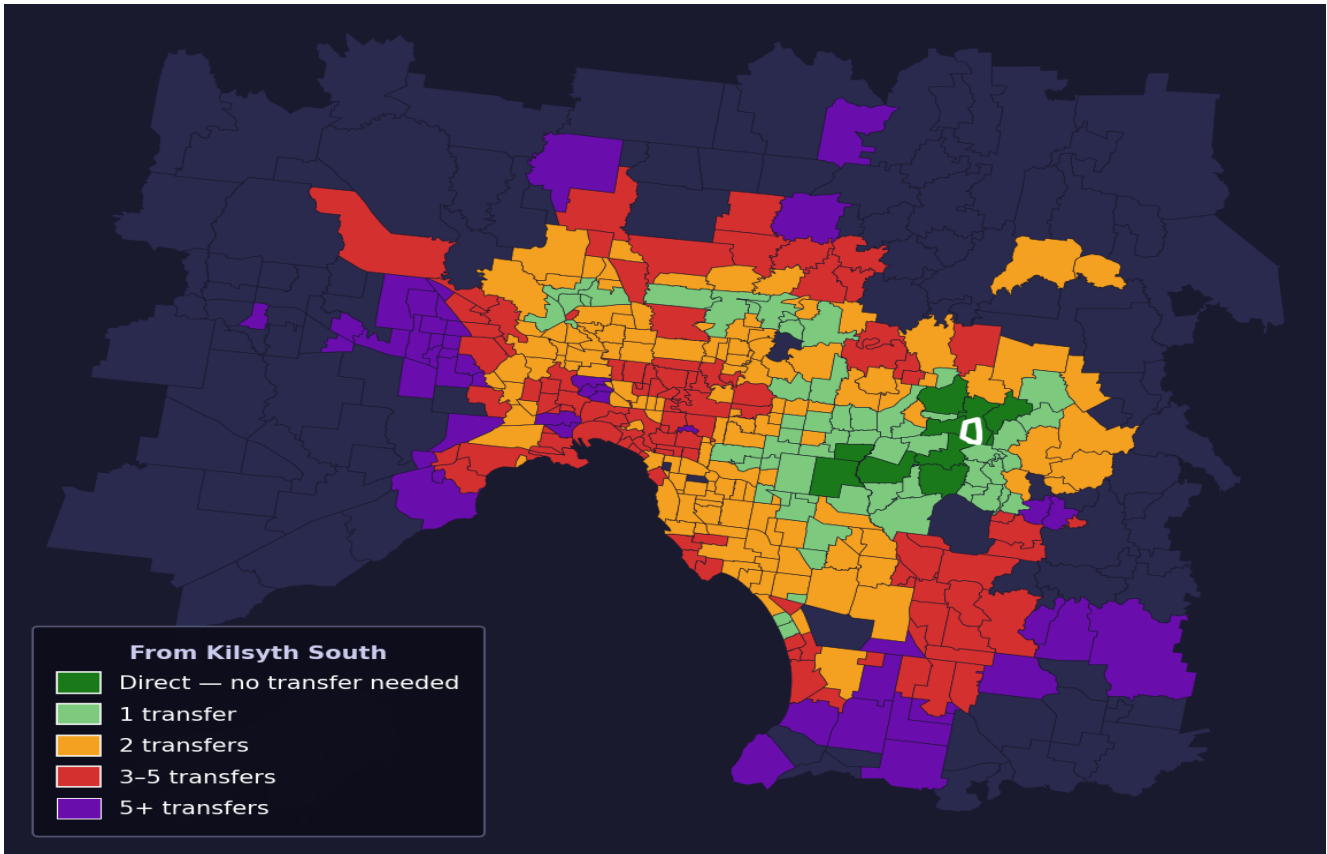 From Kilsyth South
Direct — no transfer needed
1 transfer
2 transfers
3–5 transfers
5+ transfers